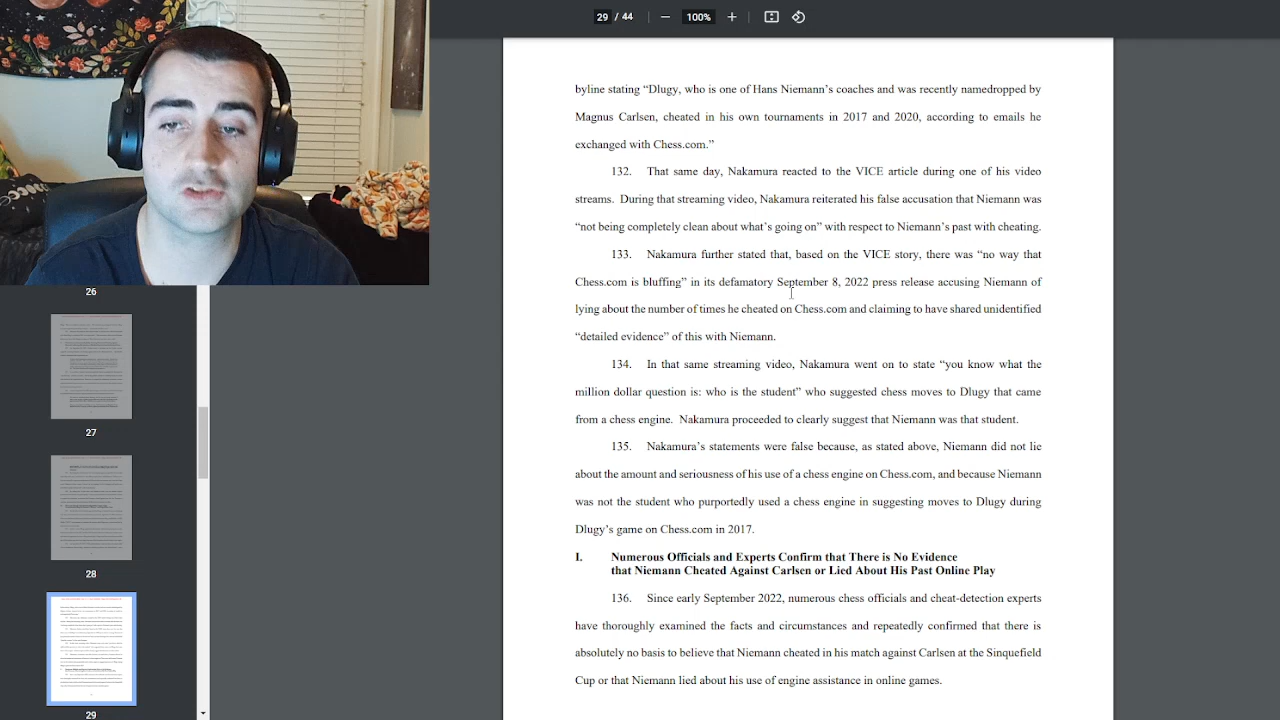 29 / 44
100%
byline stating “Dlugy, who is one of Hans Niemann’s coaches and was recently namedropped by
Magnus Carlsen, cheated in his own tournaments in 2017 and 2020, according to emails he
exchanged with Chess.com.”
132. That same day, Nakamura reacted to the VICE article during one of his video
streams. During that streaming video, Nakamura reiterated his false accusation that Niemann was
“not being completely clean about what’s going on” with respect to Niemann’s past with cheating.
133. Nakamura further stated that, based on the VICE story, there was “no way that
Chess.com is bluffing” in its defamatory September 8, 2022 press release accusing Niemann of
lying about the number of times he cheated on Chess.com and claiming to have shared unidentified
“detailed evidence” of this with Niemann.
134. In that same streaming video, Nakamura went on to state “you know what the
million dollar question is: who is the student” who suggested chess moves to Dlugy that came
from a chess engine. Nakamura proceeded to clearly suggest that Niemann was that student.
135. Nakamura’s statements were false because, as stated above, Niemann did not lie
about the amount and seriousness of his use of a chess engine on Chess.com, and because Niemann
was not the student who purportedly used a chess engine in suggesting moves to Dlugy during
Dlugy’s game on Chess.com in 2017.
I. Numerous Officials and Experts Confirm that There is No Evidence
that Niemann Cheated Against Carlsen or Lied About His Past Online Play
136. Since early September 2022, numerous chess officials and cheat-detection experts
have thoroughly examined the facts and circumstances and repeatedly confirmed that there is
absolutely no basis to believe that Niemann cheated in his match against Carlsen at the Sinquefield
Cup or that Niemann lied about his use of engine assistance in online games.
26
27
28
29